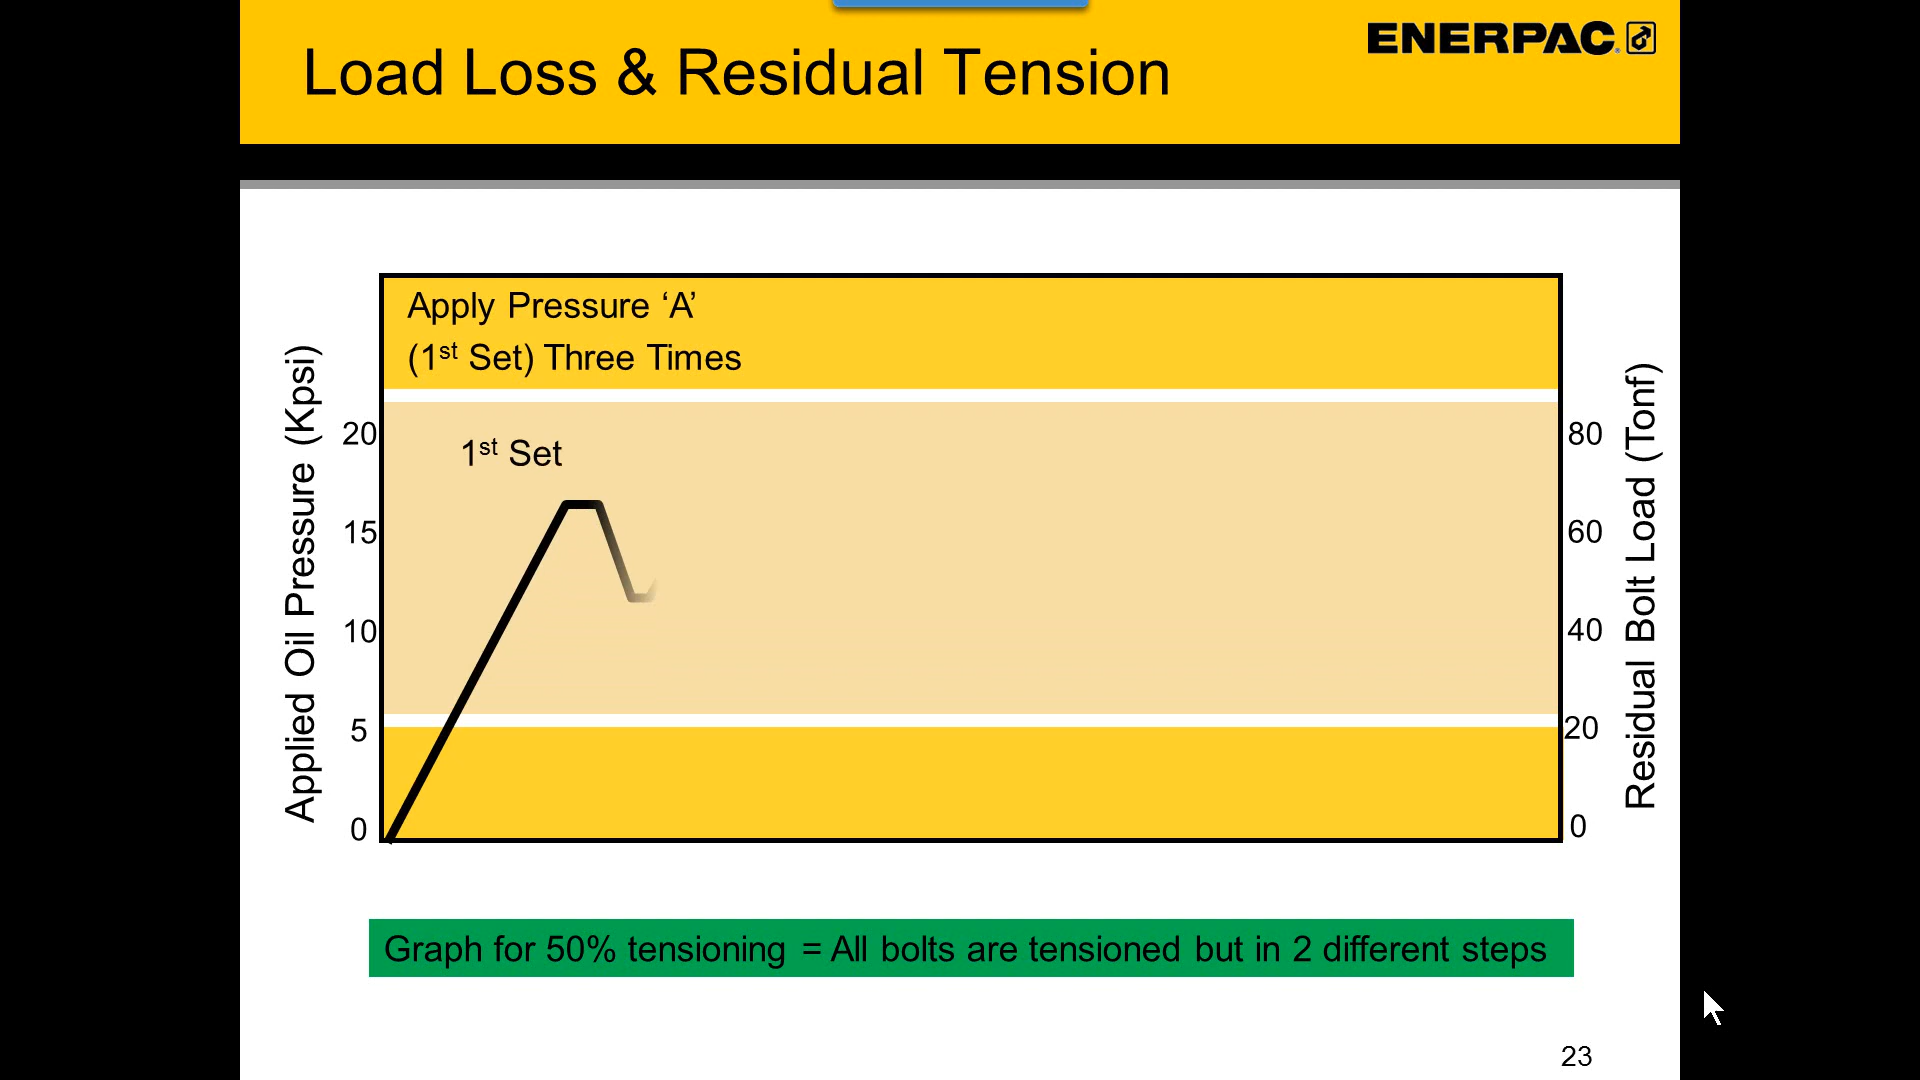 Load Loss & Residual Tension
ENERPAC
Apply Pressure ‘A’
(1st Set) Three Times
1st Set
Applied Oil Pressure (Kpsi)
20
15
10
5
0
80
60
40
20
0
Residual Bolt Load (Tonf)
Graph for 50% tensioning = All bolts are tensioned but in 2 different steps
23